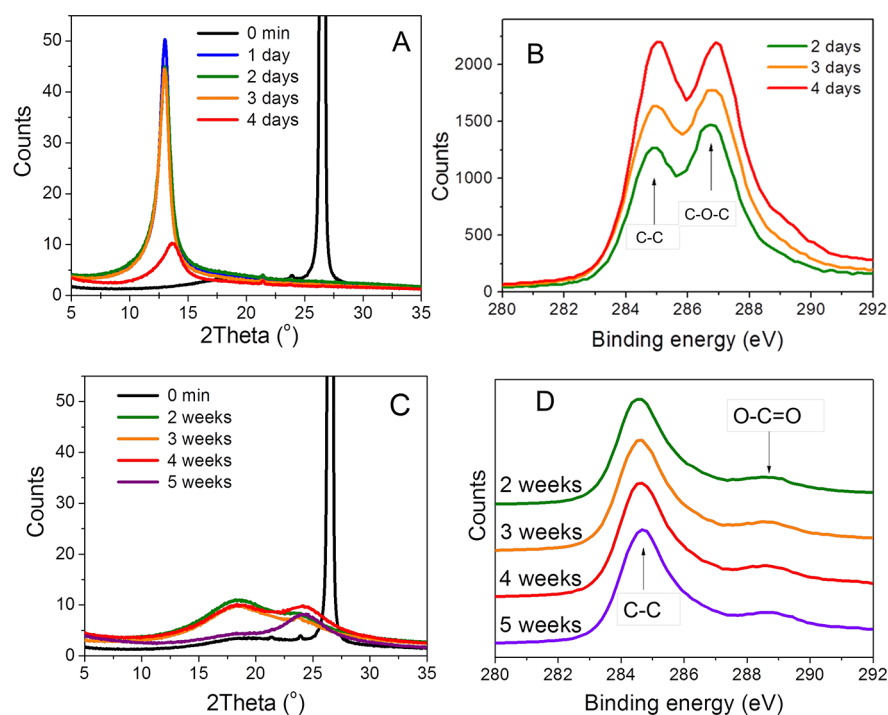 A
0 min
1 day
2 days
3 days
4 days
50
40
30
20
10
0
Counts
5 10 15 20 25 30 35
2Theta (°)
B
2 days
3 days
4 days
2000
1500
1000
500
0
Counts
C-C
C-O-C
280 282 284 286 288 290 292
Binding energy (eV)
C
0 min
2 weeks
3 weeks
4 weeks
5 weeks
50
40
30
20
10
0
Counts
5 10 15 20 25 30 35
2Theta (°)
D
O-C=O
2 weeks
3 weeks
4 weeks
5 weeks
C-C
Counts
280 282 284 286 288 290 292
Binding energy (eV)